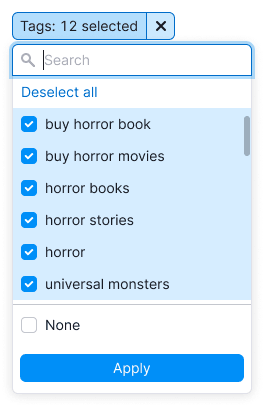 Tags: 12 selected
Search
Deselect all
buy horror book
buy horror movies
horror books
horror stories
horror
universal monsters
None
Apply